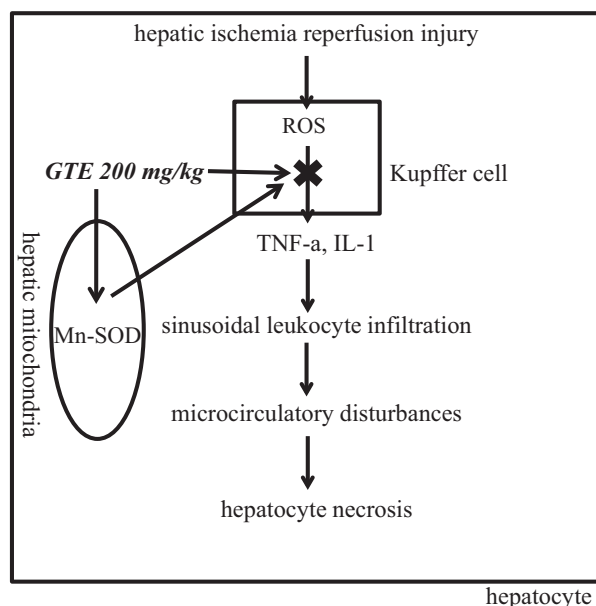 hepatic ischemia reperfusion injury
ROS
GTE 200 mg/kg
Kupffer cell
TNF-a, IL-1
hepatic mitochondria
Mn-SOD
sinusoidal leukocyte infiltration
microcirculatory disturbances
hepatocyte necrosis
hepatocyte